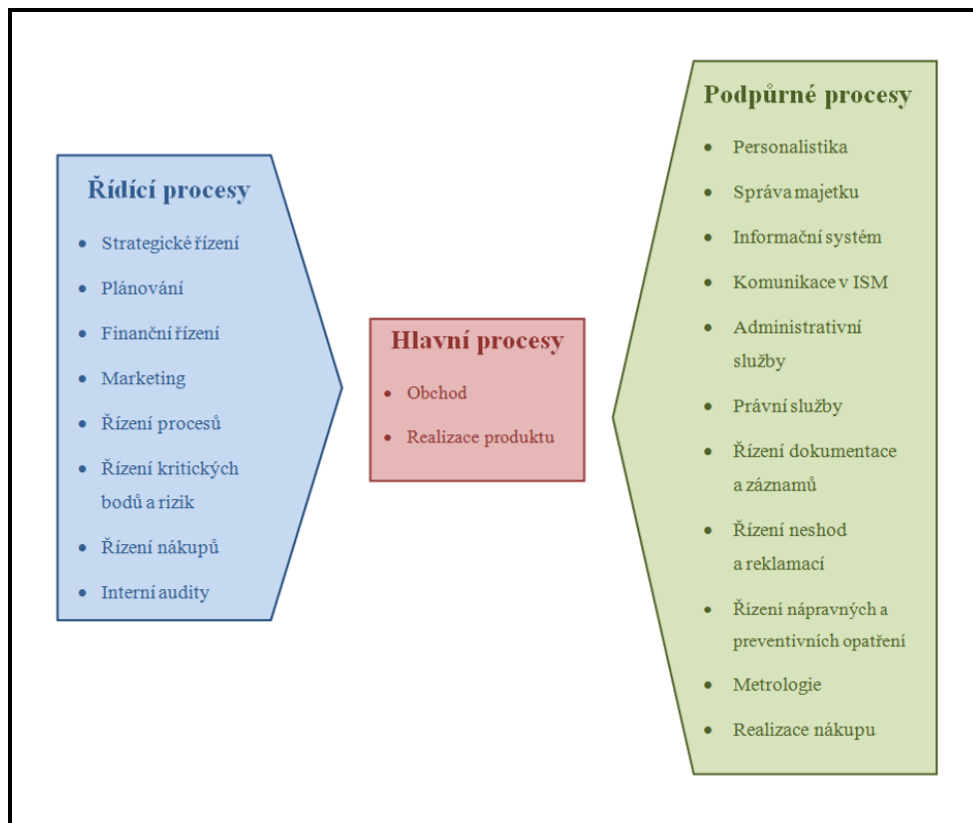 Řídící procesy
• Strategické řízení
• Plánování
• Finanční řízení
• Marketing
• Řízení procesů
• Řízení kritických
bodů a rizik
• Řízení nákupů
• Interní audity
Hlavní procesy
• Obchod
• Realizace produktu
Podpůrné procesy
• Personalistika
• Správa majetku
• Informační systém
• Komunikace v ISM
• Administrativní
služby
• Právní služby
• Řízení dokumentace
a záznamů
• Řízení neshod
a reklamací
• Řízení nápravných a
preventivních opatření
• Metrologie
• Realizace nákupu